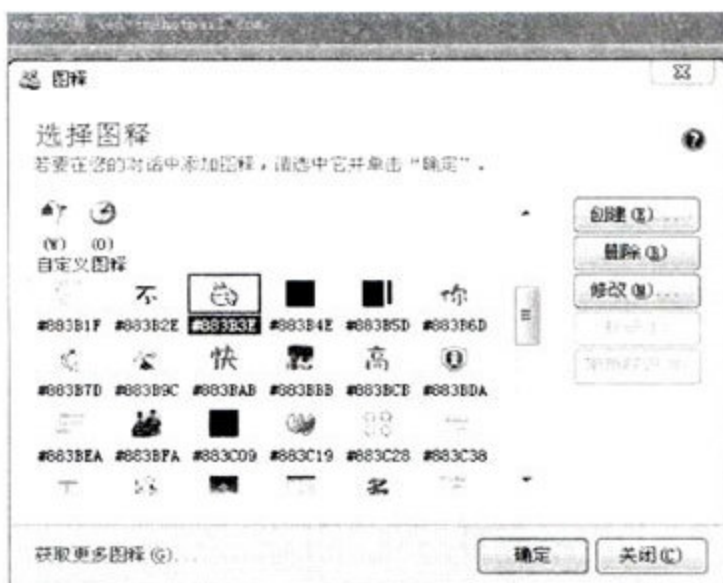 图释
选择图释
若要在您的对话中添加图释，请选中它并单击“确定”。
(Y) (O)
自定义图释
不 你
#883B1F #883B2E #883B3E #883B4E #883B5D #883B6D
快 高
#883B7D #883B9C #883BAB #883BBB #883BCB #883BDA
#883BEA #883BFA #883C09 #883C19 #883C28 #883C38
创建(E)...
删除(D)
修改(M)...
获取更多图释(G)...
确定
关闭(C)